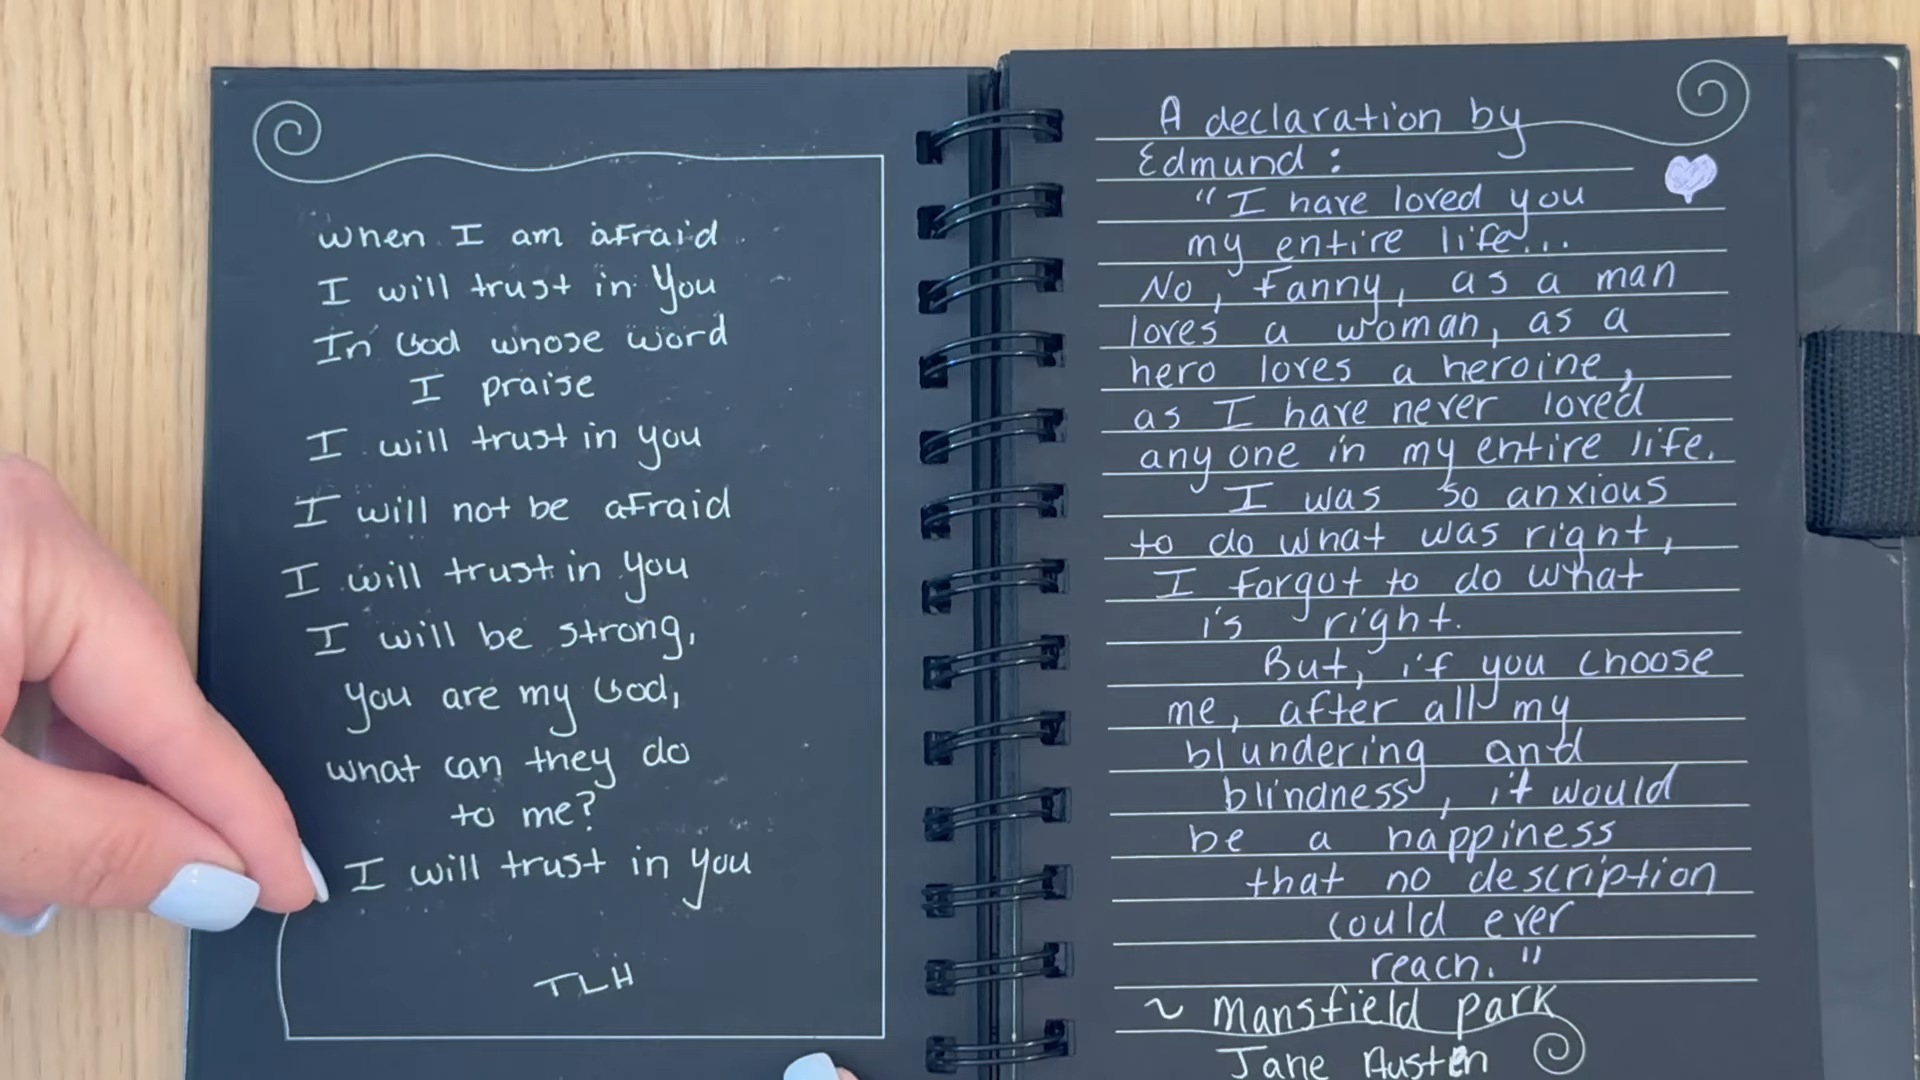 When I am afraid
I will trust in You
In God whose word
I praise
I will trust in you
I will not be afraid
I will trust in you
I will be strong,
you are my God,
what can they do
to me?
I will trust in you
TLH
A declaration by
Edmund :
"I have loved you
my entire life...
No, Fanny, as a man
loves a woman, as a
hero loves a heroine,
as I have never loved
anyone in my entire life.
I was so anxious
to do what was right,
I forgot to do what
is right.
But, if you choose
me, after all my
blundering and
blindness, it would
be a happiness
that no description
could ever
reach."
~ Mansfield Park
Jane Austen